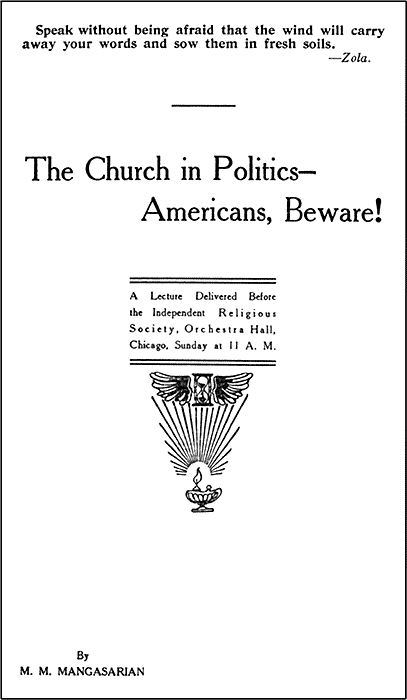 Speak without being afraid that the wind will carry
away your words and sow them in fresh soils.
—Zola.
The Church in Politics—
Americans, Beware!
A Lecture Delivered Before
the Independent Religious
Society, Orchestra Hall,
Chicago, Sunday at 11 A. M.
By
M. M. MANGASARIAN